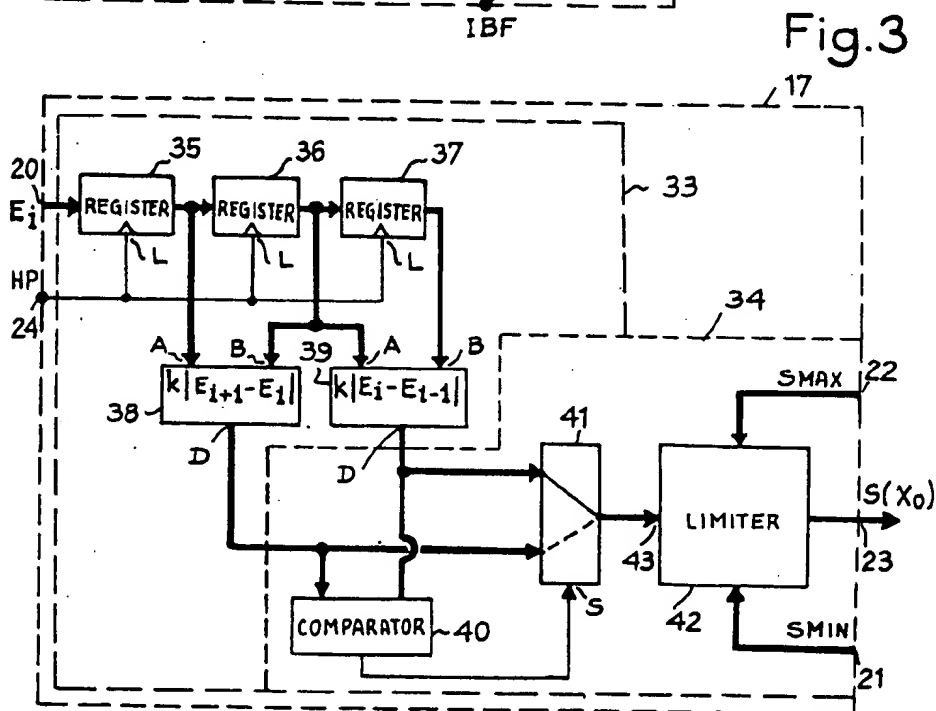 IBF
Fig.3
17
35
36
37
33
20
Ei
REGISTER
REGISTER
REGISTER
L
L
L
HP
24
34
A
B
39
A
B
k|Ei+1-Ei|
k|Ei-Ei-1|
38
D
D
41
SMAX
22
LIMITER
S(X0)
43
23
42
S
COMPARATOR
40
SMIN
21